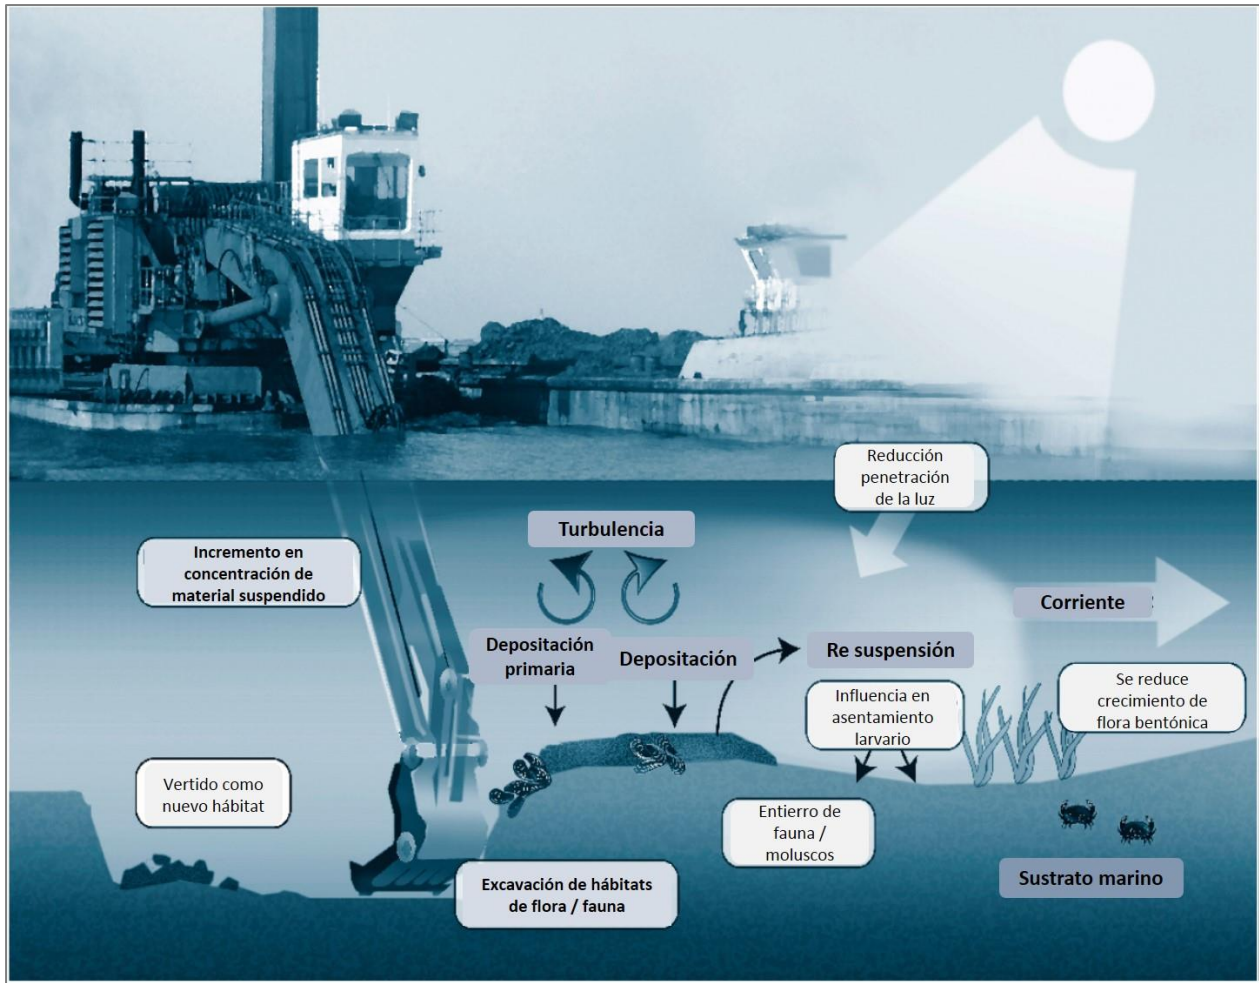 Reducción
penetración
de la luz
Turbulencia
Incremento en
concentración de
material suspendido
Corriente
Depositación
primaria
Depositación
Re suspensión
Se reduce
crecimiento de
flora bentónica
Influencia en
asentamiento
larvario
Vertido como
nuevo hábitat
Entierro de
fauna /
moluscos
Excavación de hábitats
de flora / fauna
Sustrato marino